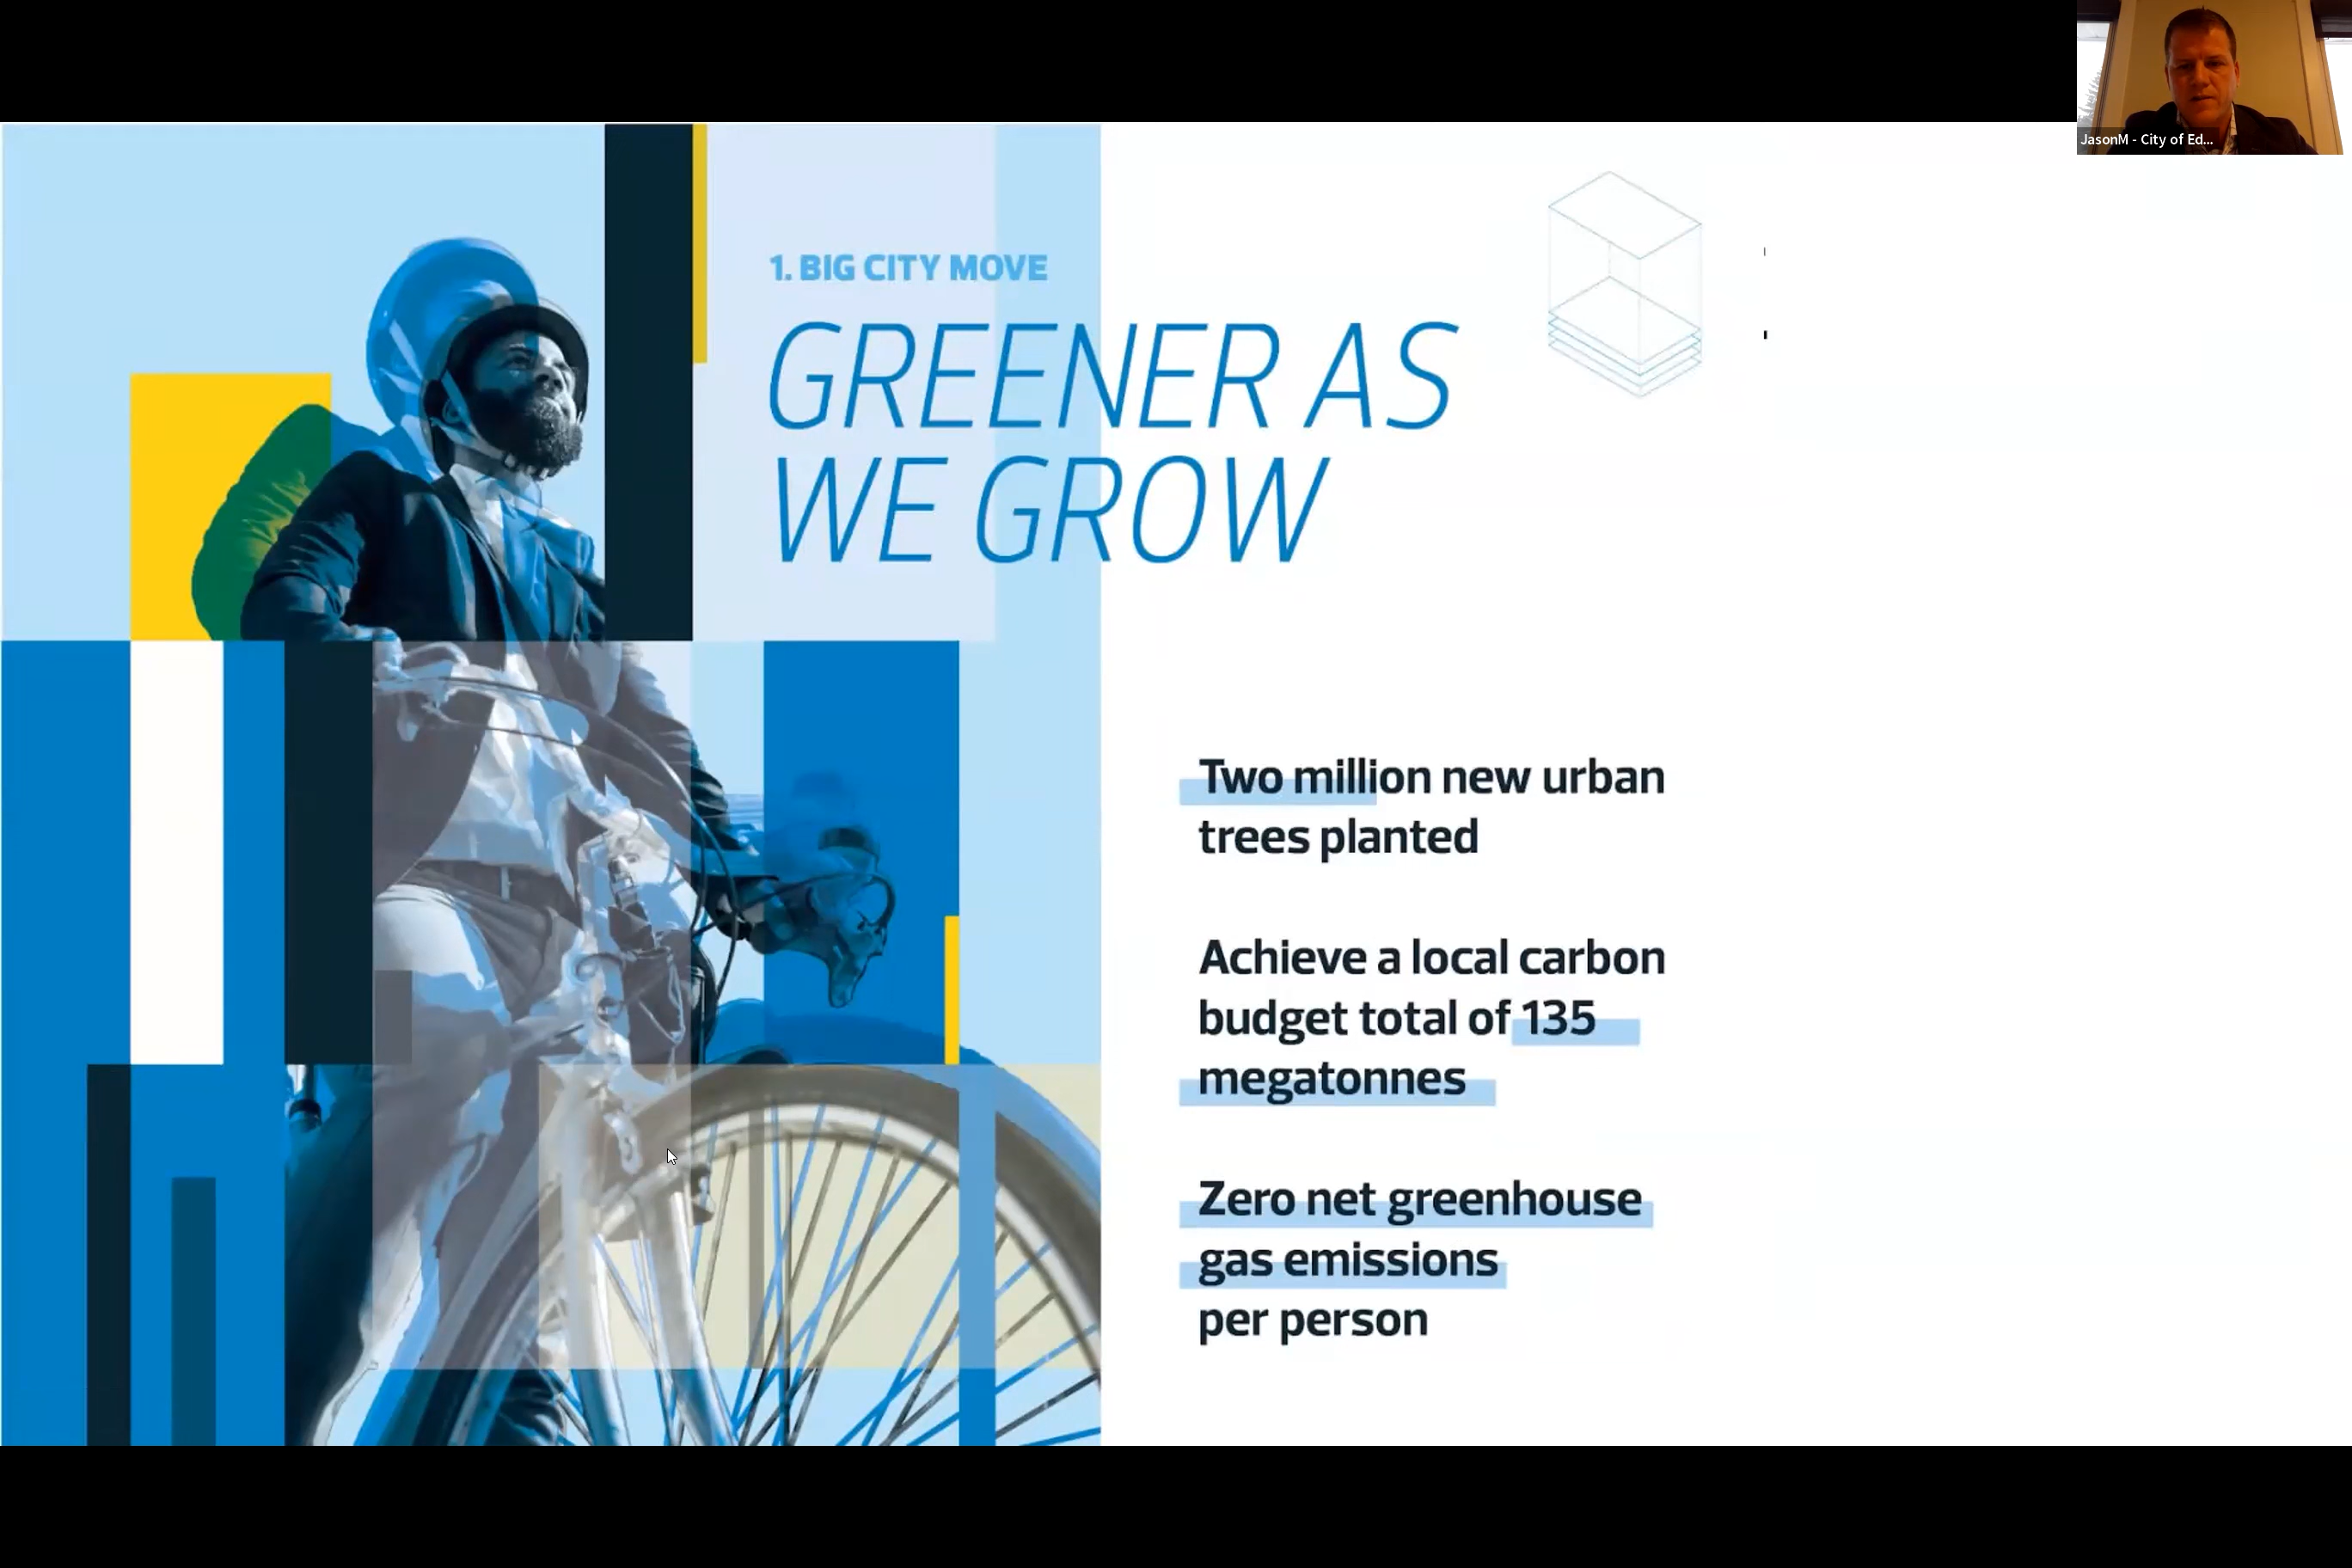 JasonM - City of Ed...
1. BIG CITY MOVE
GREENER AS
WE GROW
Two million new urban
trees planted
Achieve a local carbon
budget total of 135
megatonnes
Zero net greenhouse
gas emissions
per person